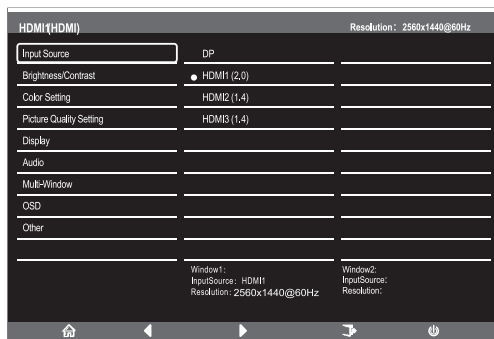 HDMI1(HDMI) Resolution: 2560x1440@60Hz
Input Source DP
Brightness/Contrast HDMI1 (2.0)
Color Setting HDMI2 (1.4)
Picture Quality Setting HDMI3 (1.4)
Display
Audio
Multi-Window
OSD
Other
Window1: Window2:
InputSource: HDMI1 InputSource:
Resolution: 2560x1440@60Hz Resolution: